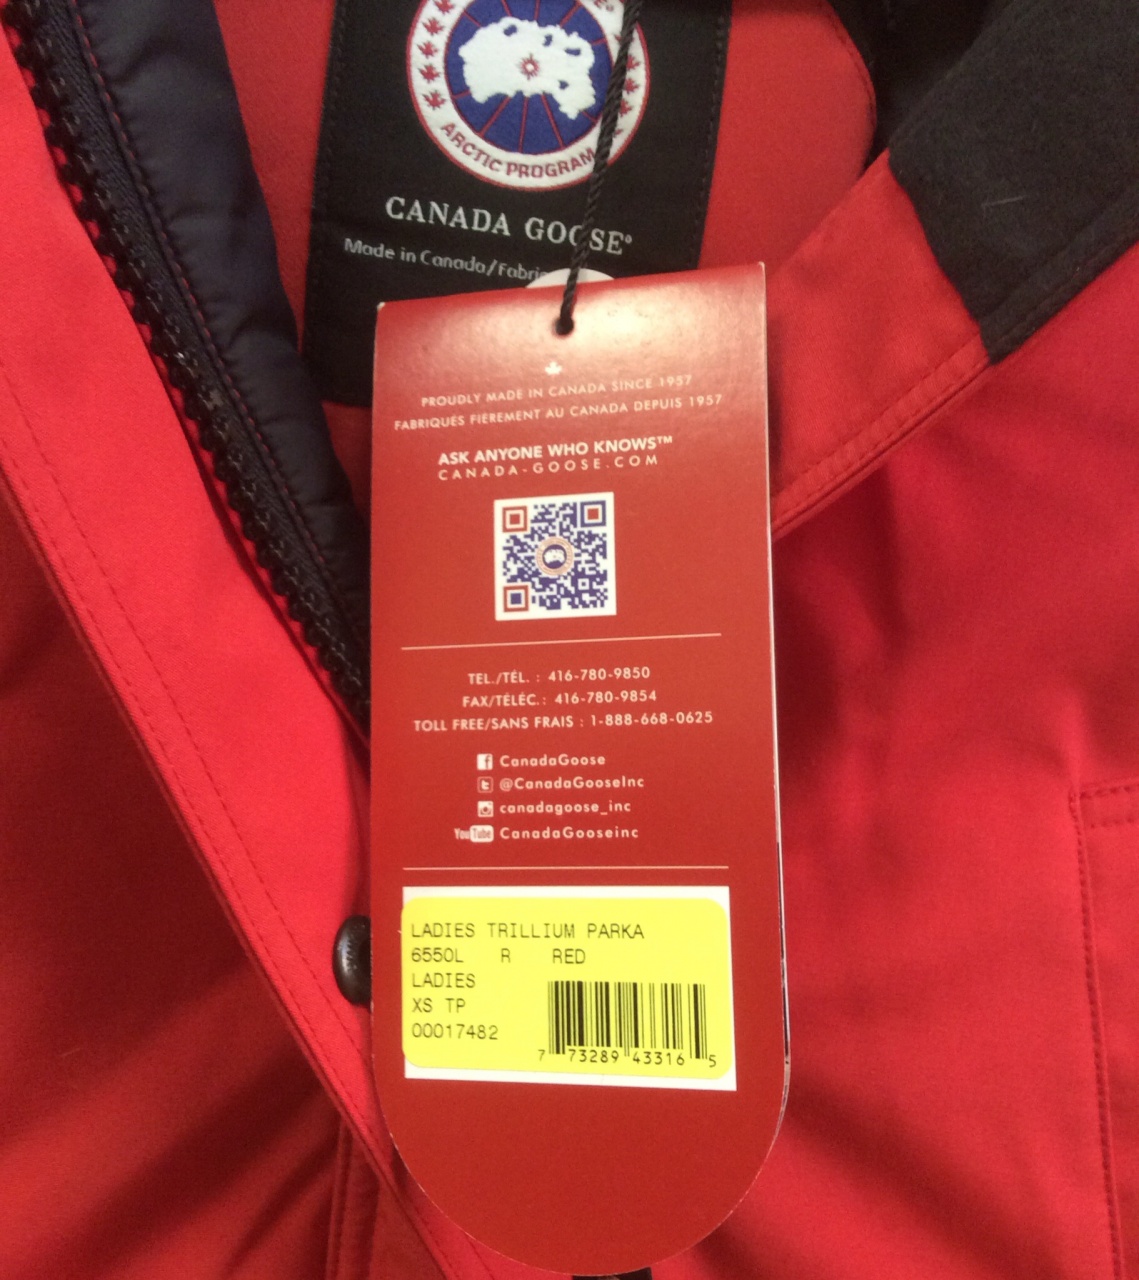 ARCTIC PROGRAM
CANADA GOOSE®
Made in Canada/Fabri
PROUDLY MADE IN CANADA SINCE 1957
FABRIQUÉS FIÈREMENT AU CANADA DEPUIS 1957
ASK ANYONE WHO KNOWS™
CANADA-GOOSE.COM
TEL./TÉL. : 416-780-9850
FAX/TÉLÉC.: 416-780-9854
TOLL FREE/SANS FRAIS : 1-888-668-0625
f CanadaGoose
t @CanadaGooseInc
canadagoose_inc
YouTube CanadaGooseinc
LADIES TRILLIUM PARKA
6550L R RED
LADIES
XS TP
00017482
7 73289 43316 5